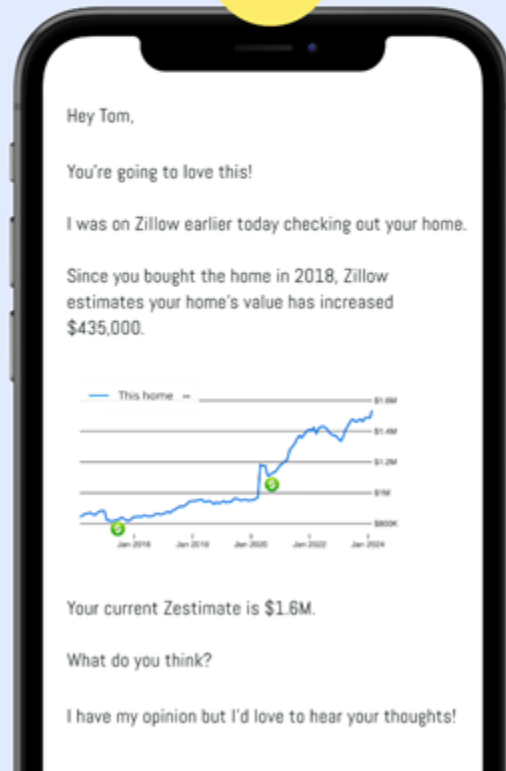 Hey Tom,
You're going to love this!
I was on Zillow earlier today checking out your home.
Since you bought the home in 2018, Zillow
estimates your home's value has increased
$435,000.
This home --
$1.6M
$1.4M
$1.2M
$1M
$800K
Jan 2016
Jan 2018
Jan 2020
Jan 2022
Jan 2024
Your current Zestimate is $1.6M.
What do you think?
I have my opinion but I'd love to hear your thoughts!